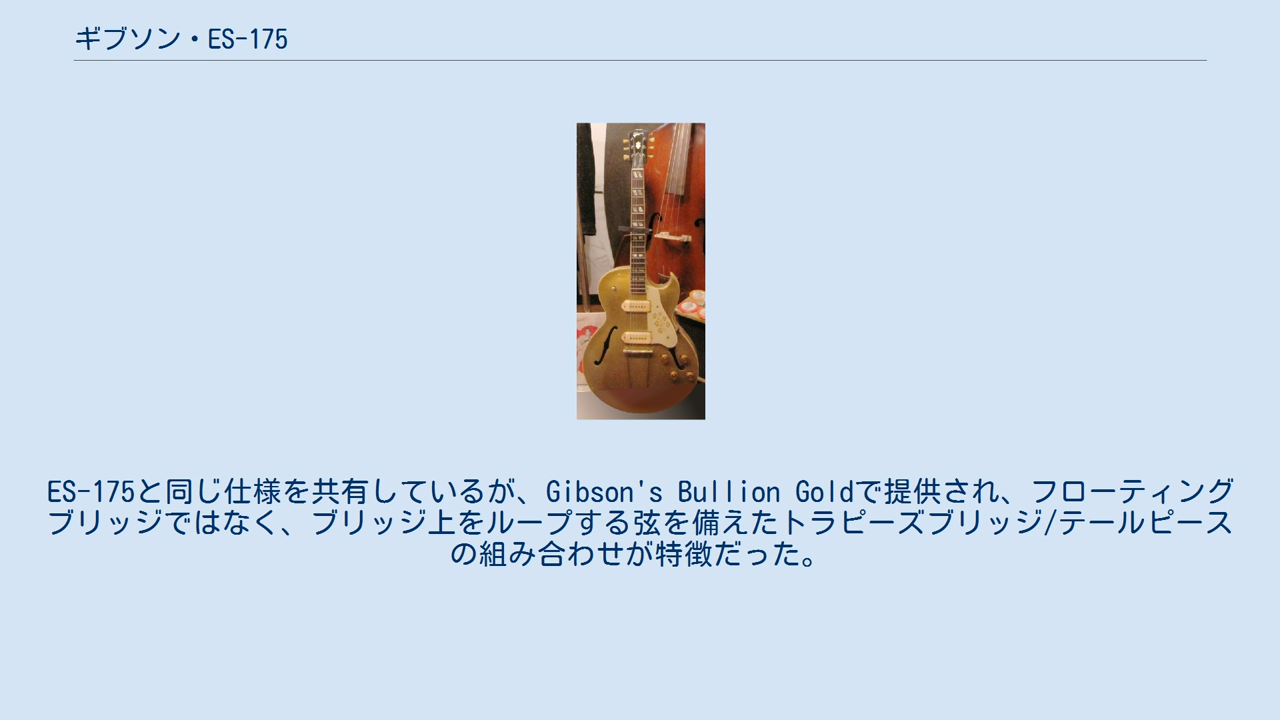 ギブソン・ES-175
ES-175と同じ仕様を共有しているが、Gibson's Bullion Goldで提供され、フローティング
ブリッジではなく、ブリッジ上をループする弦を備えたトラピーズブリッジ/テールピース
の組み合わせが特徴だった。